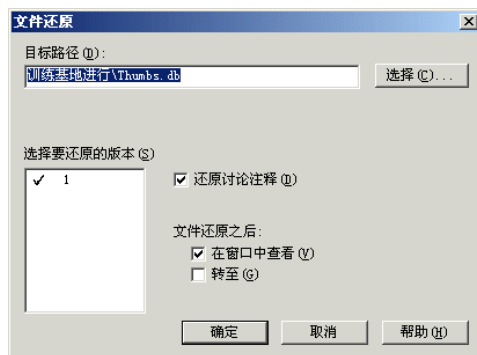 文件还原
目标路径(D):
训练基地进行\Thumbs.db
选择(C)...
选择要还原的版本(S)
1
还原讨论注释(D)
文件还原之后:
在窗口中查看(V)
转至(G)
确定 取消 帮助(H)